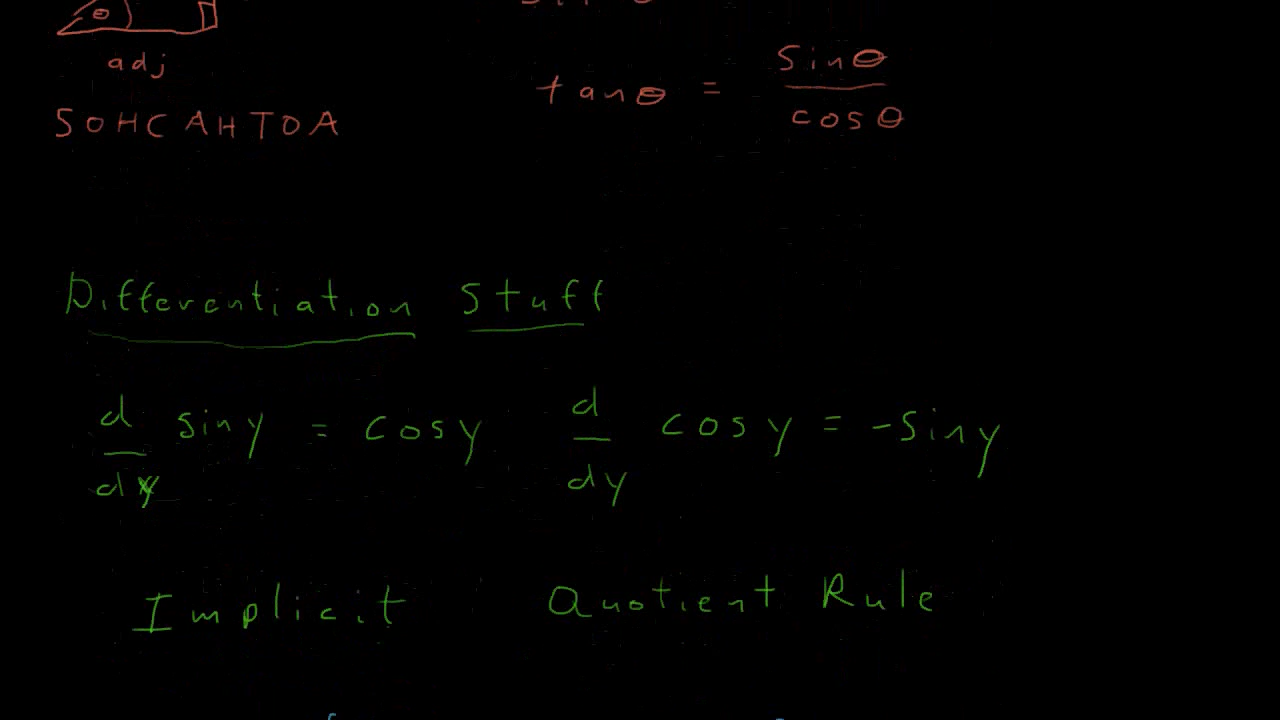 θ
adj
SOHCAHTOA
tanθ = sinθ / cosθ
Differentiation Stuff
d/dy siny = cosy d/dy cosy = -siny
Implicit Quotient Rule